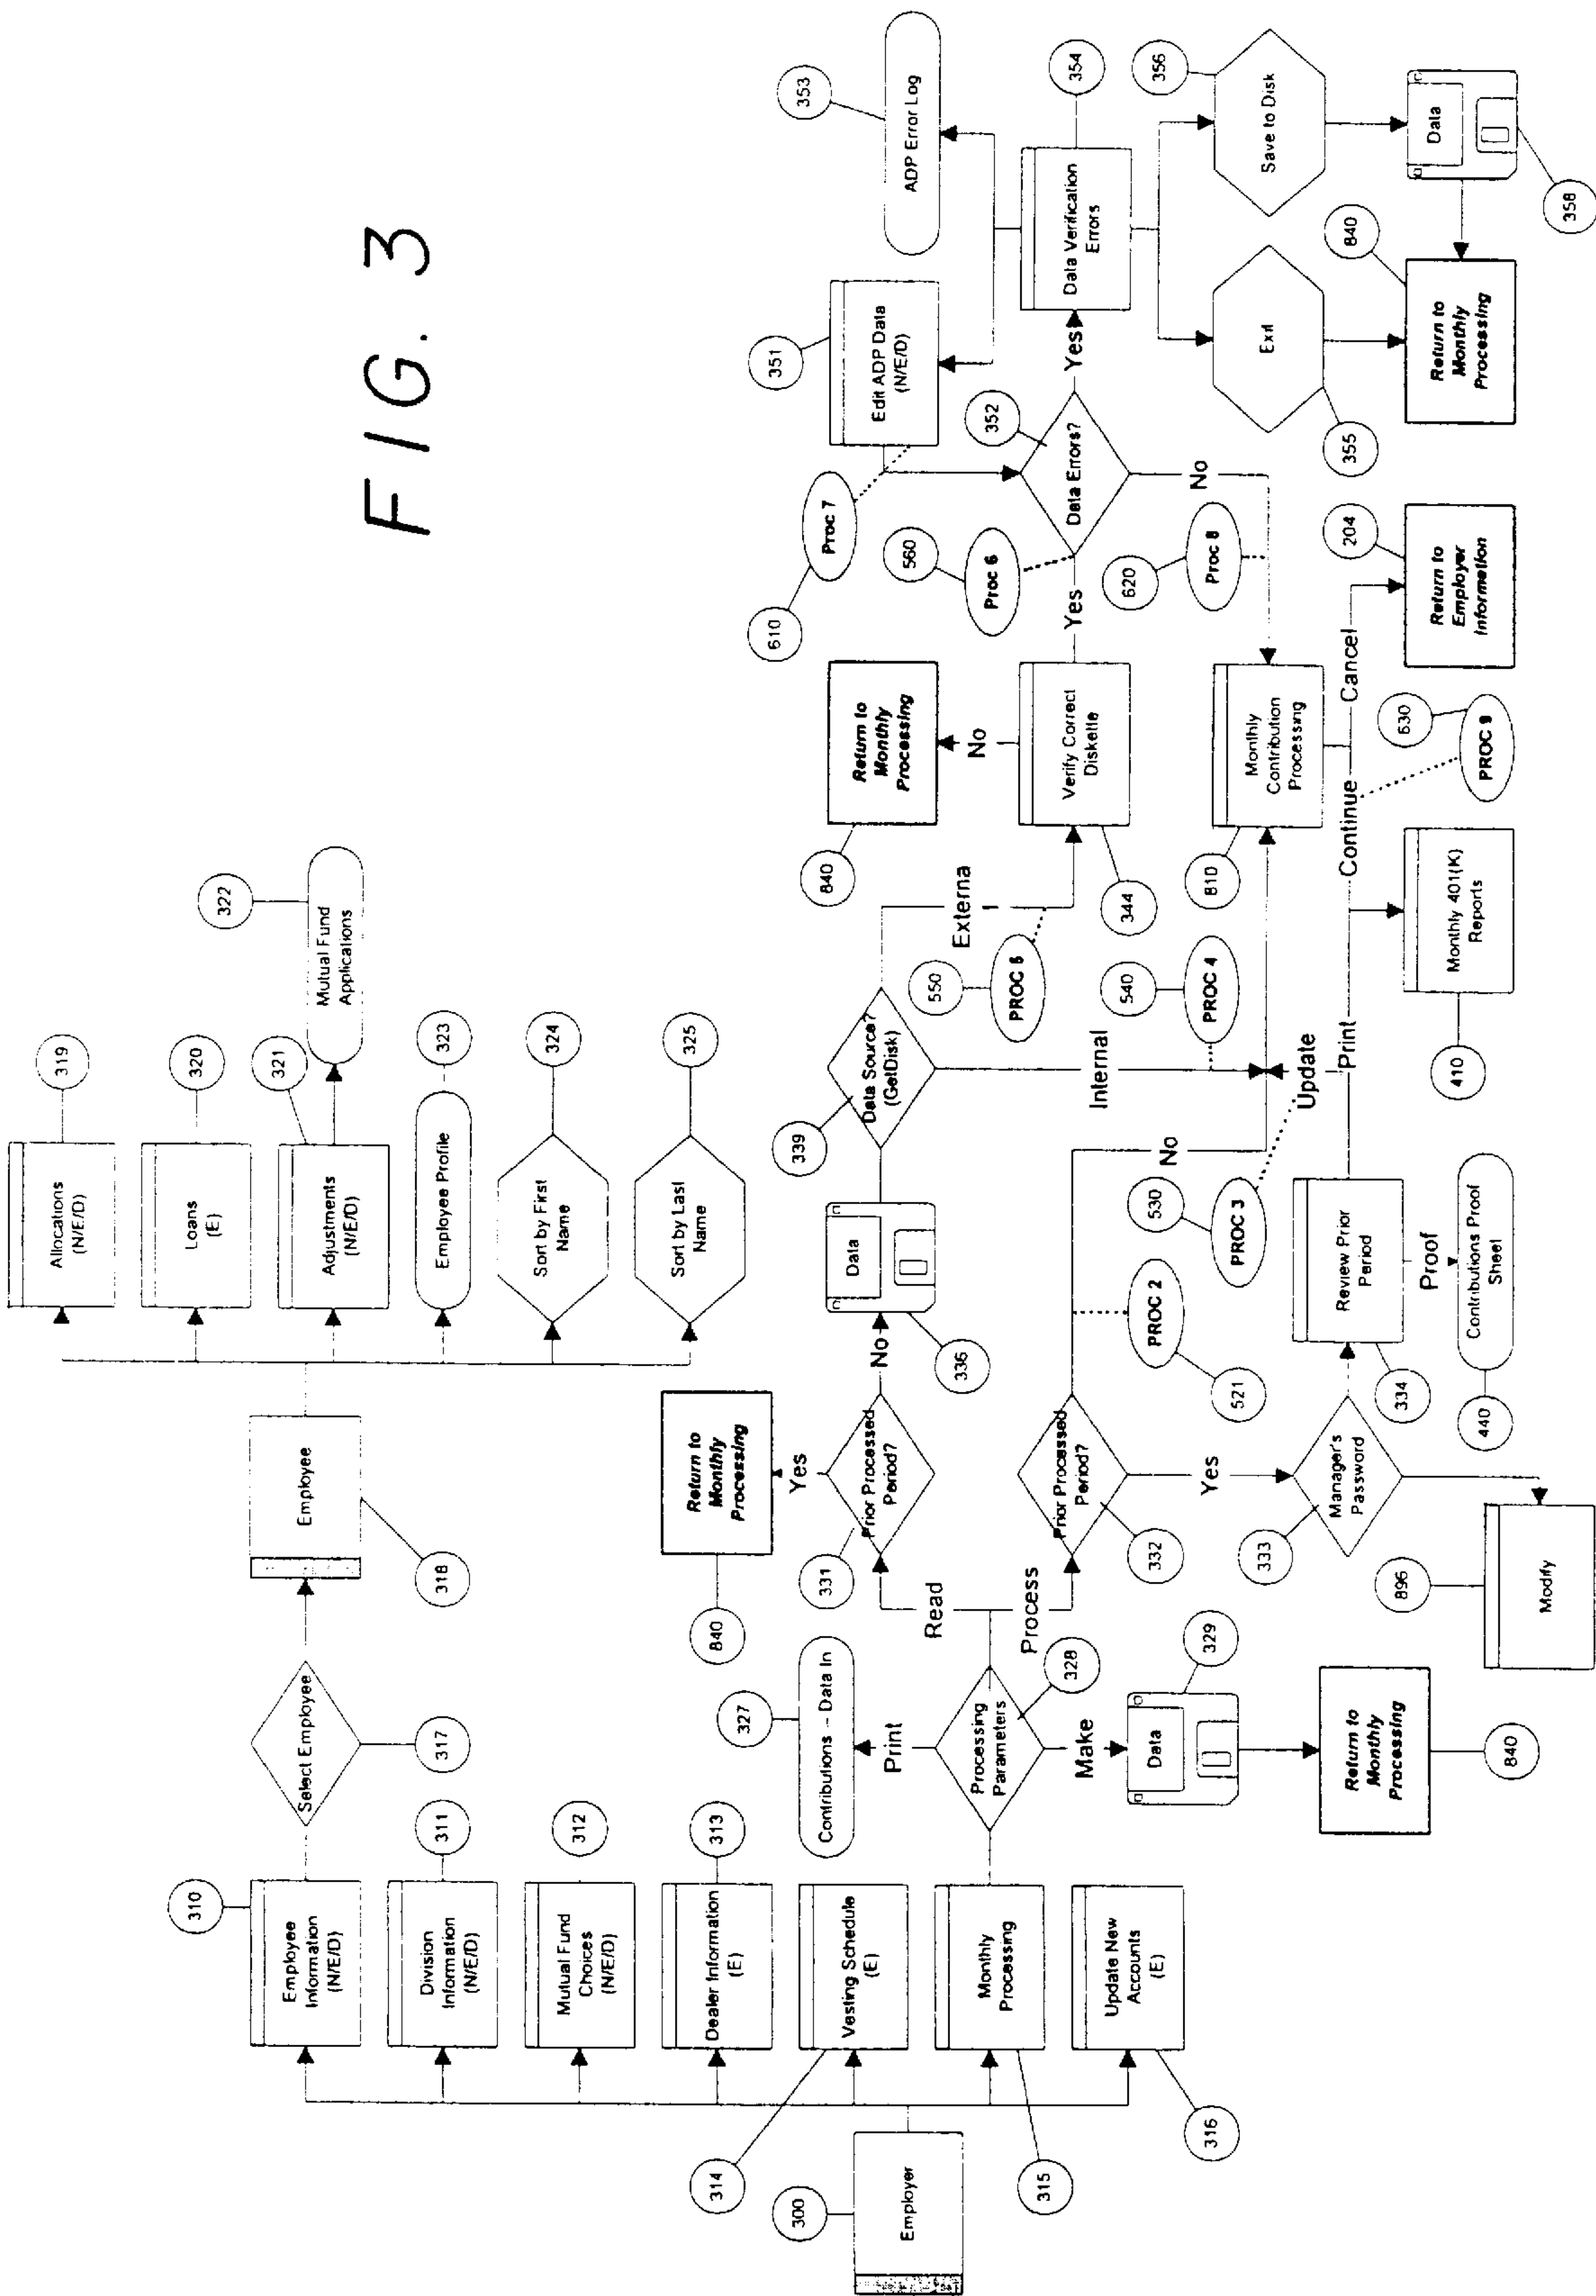 FIG. 3
300
Employer
310
Employee
Information
(N/E/D)
311
Division
Information
(N/E/D)
312
Mutual Fund
Choices
(N/E/D)
313
Dealer Information
(E)
314
Vesting Schedule
(E)
315
Monthly
Processing
316
Update New
Accounts
(E)
317
Select Employee
318
Employee
319
Allocations
(N/E/D)
320
Loans
(E)
321
Adjustments
(N/E/D)
322
Mutual Fund
Applications
323
Employee Profile
324
Sort by First
Name
325
Sort by Last
Name
327
Contributions - Data In
Print
328
Processing
Parameters
Make
329
Data
Return to
Monthly
Processing
840
Read
Process
331
Prior Processed
Period?
Yes
Return to
Monthly
Processing
840
No
336
Data
332
Prior Processed
Period?
Yes
No
333
Manager's
Password
896
Modify
PROC 2
521
334
Review Prior
Period
Proof
Contributions Proof
Sheet
440
530
PROC 3
Update
Print
339
Data Source?
(GetDisk)
Externa
Internal
550
PROC 5
540
PROC 4
410
Monthly 401(K)
Reports
344
Verify Correct
Diskette
No
Return to
Monthly
Processing
840
Yes
810
Monthly
Contribution
Processing
Continue
Cancel
630
PROC 9
204
Return to
Employer
Information
560
Proc 6
610
Proc 7
620
Proc 8
352
Data Errors?
Yes
No
351
Edit ADP Data
(N/E/D)
353
ADP Error Log
354
Data Verification
Errors
355
Exit
356
Save to Disk
358
Data
840
Return to
Monthly
Processing